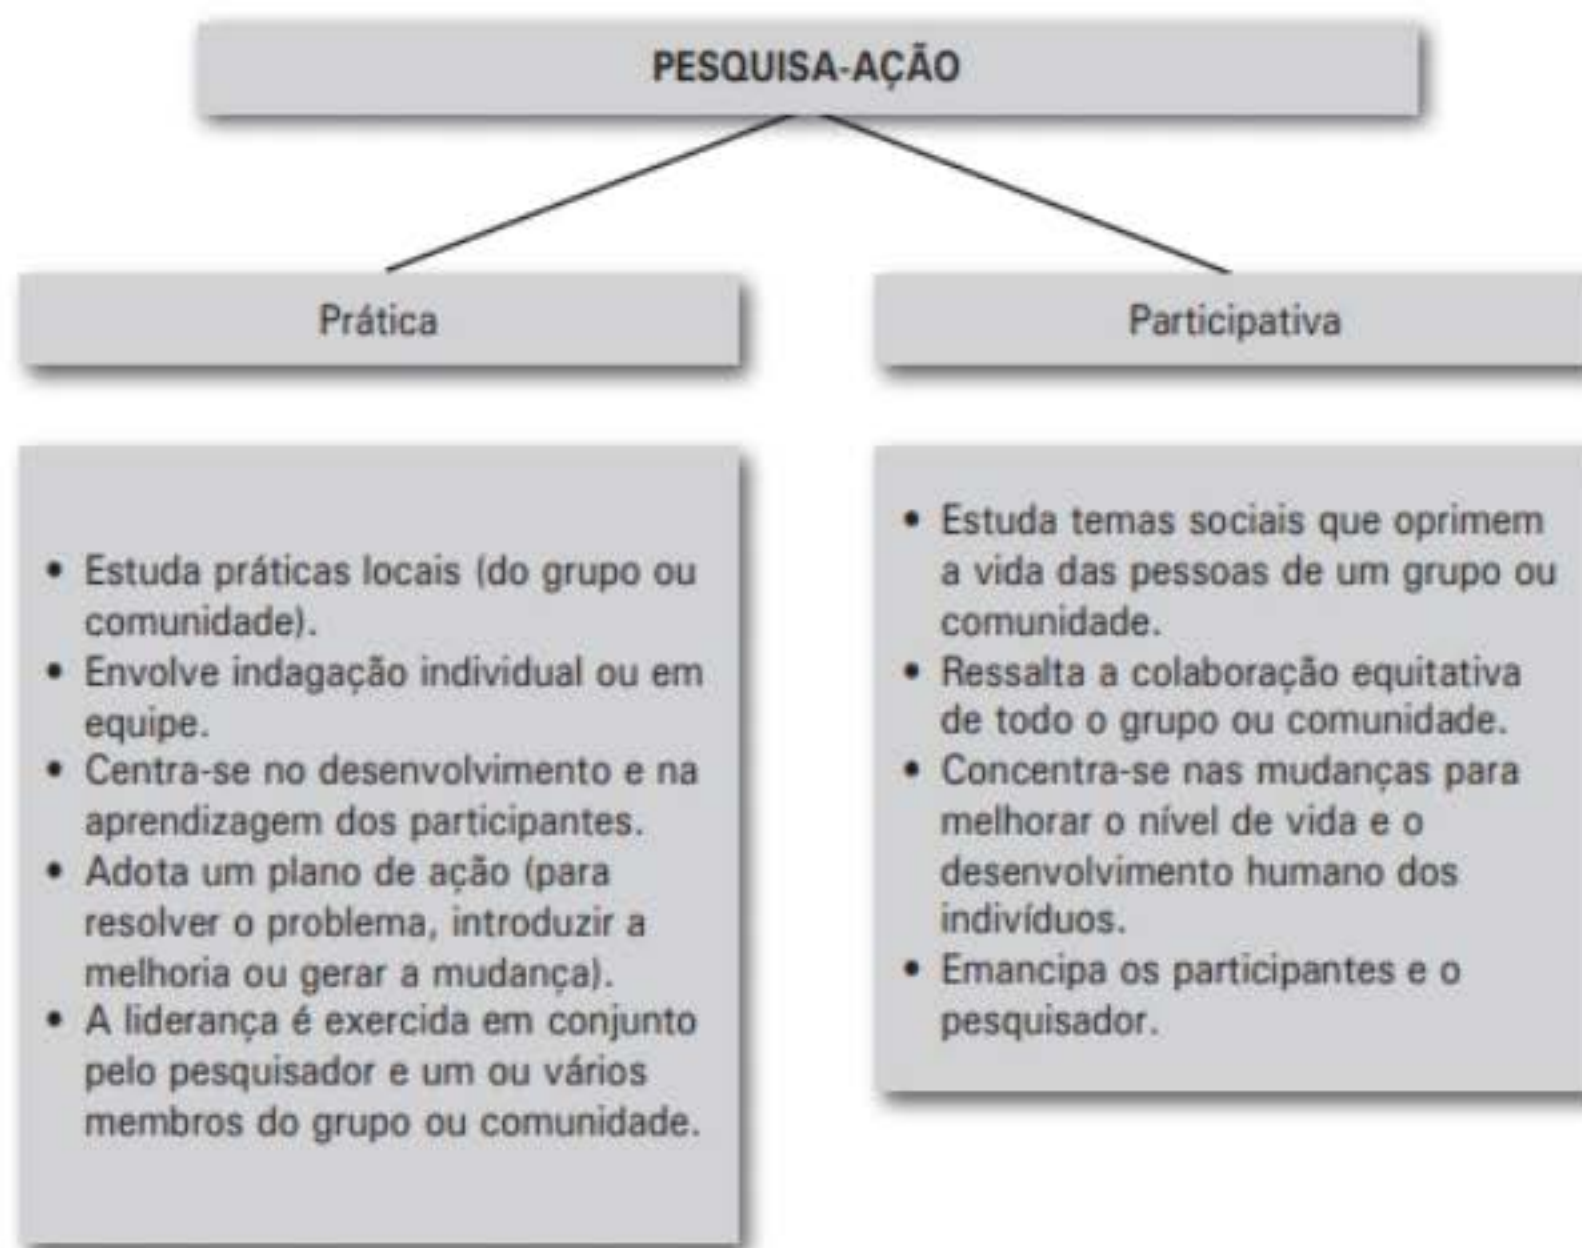 PESQUISA-AÇÃO
Prática
• Estuda práticas locais (do grupo ou
comunidade).
• Envolve indagação individual ou em
equipe.
• Centra-se no desenvolvimento e na
aprendizagem dos participantes.
• Adota um plano de ação (para
resolver o problema, introduzir a
melhoria ou gerar a mudança).
• A liderança é exercida em conjunto
pelo pesquisador e um ou vários
membros do grupo ou comunidade.
Participativa
• Estuda temas sociais que oprimem
a vida das pessoas de um grupo ou
comunidade.
• Ressalta a colaboração equitativa
de todo o grupo ou comunidade.
• Concentra-se nas mudanças para
melhorar o nível de vida e o
desenvolvimento humano dos
indivíduos.
• Emancipa os participantes e o
pesquisador.